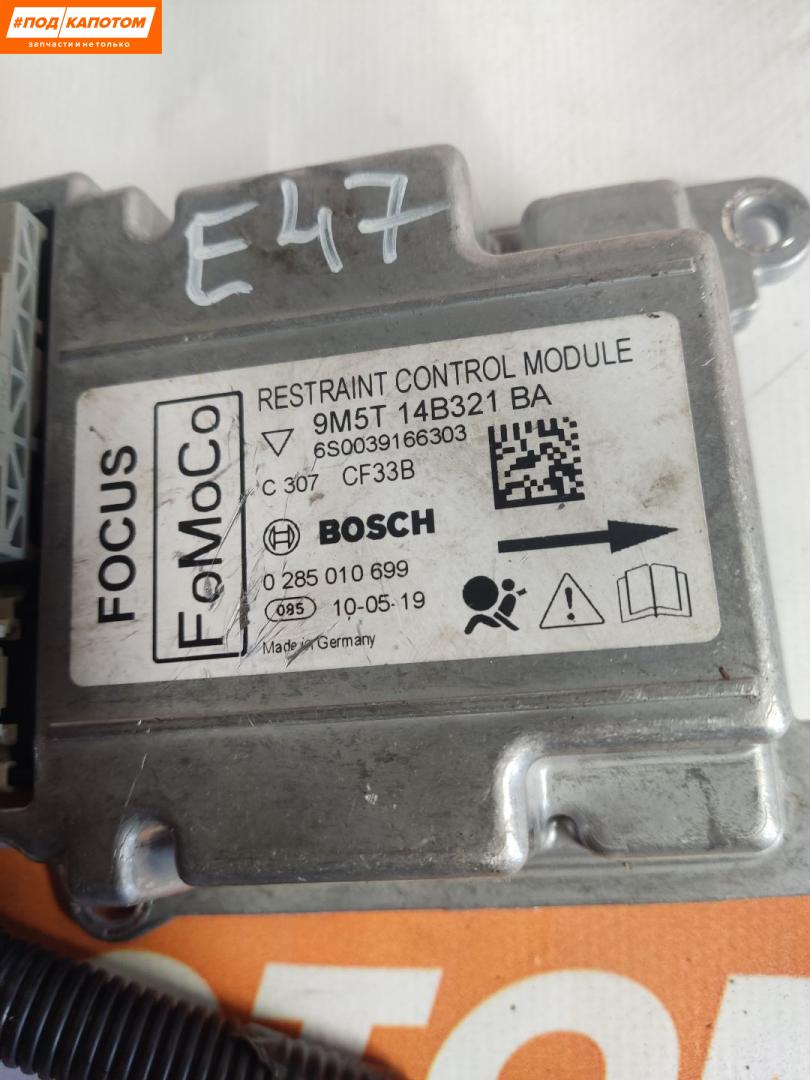 #ПОД КАПОТОМ
запчасти и не только
E47
FOCUS
FoMoCo
RESTRAINT CONTROL MODULE
9M5T 14B321 BA
6S0039166303
C 307 CF33B
BOSCH
0 285 010 699
085 10-05-19
Made in Germany